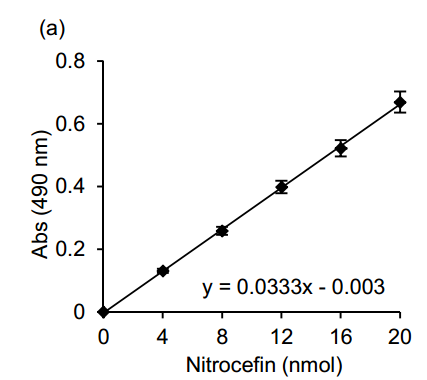 (a)
0.8
0.6
0.4
0.2
0
Abs (490 nm)
y = 0.0333x - 0.003
0 4 8 12 16 20
Nitrocefin (nmol)